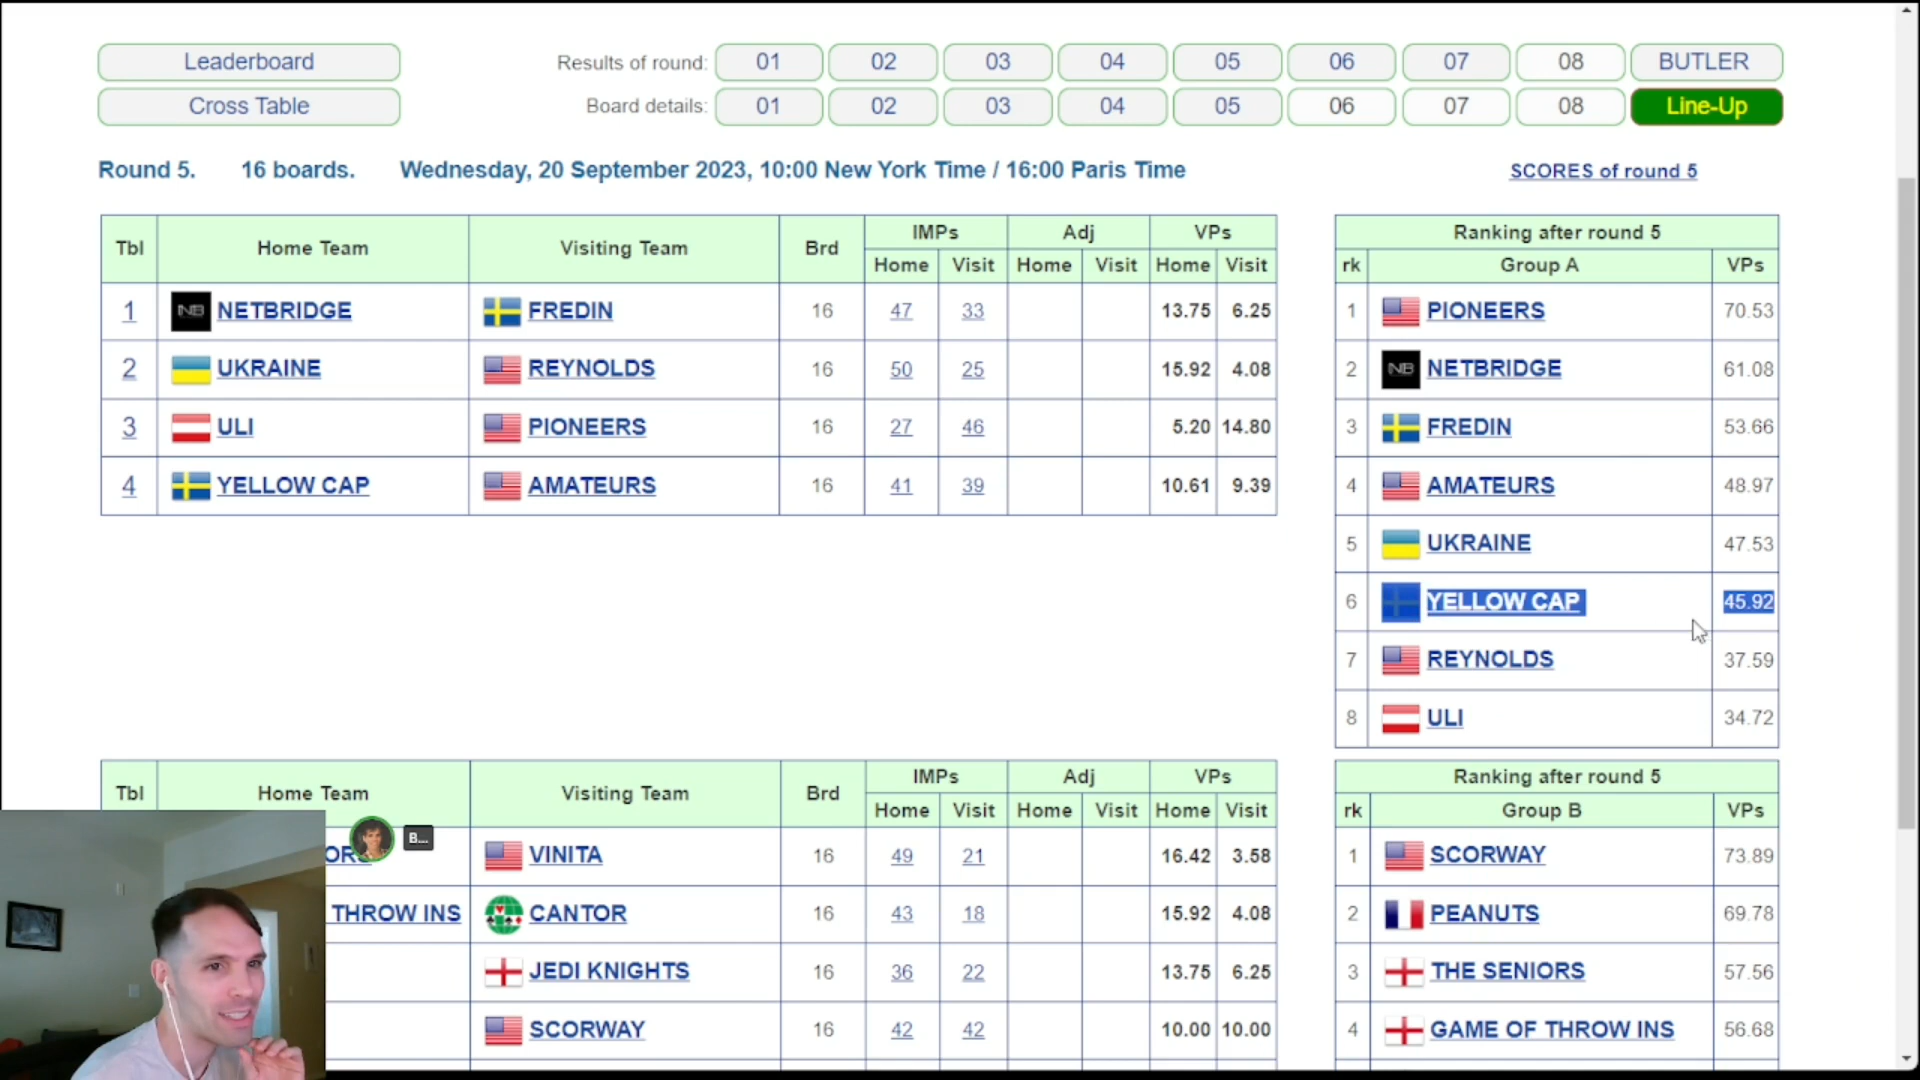 Leaderboard Results of round: 01 02 03 04 05 06 07 08 BUTLER
Cross Table Board details: 01 02 03 04 05 06 07 08 Line-Up
Round 5. 16 boards. Wednesday, 20 September 2023, 10:00 New York Time / 16:00 Paris Time SCORES of round 5
Tbl Home Team Visiting Team Brd IMPs Adj VPs
Home Visit Home Visit Home Visit
1 NB NETBRIDGE FREDIN 16 47 33 13.75 6.25
2 UKRAINE REYNOLDS 16 50 25 15.92 4.08
3 ULI PIONEERS 16 27 46 5.20 14.80
4 YELLOW CAP AMATEURS 16 41 39 10.61 9.39
Ranking after round 5
rk Group A VPs
1 PIONEERS 70.53
2 NB NETBRIDGE 61.08
3 FREDIN 53.66
4 AMATEURS 48.97
5 UKRAINE 47.53
6 YELLOW CAP 45.92
7 REYNOLDS 37.59
8 ULI 34.72
Tbl Home Team Visiting Team Brd IMPs Adj VPs
Home Visit Home Visit Home Visit
B...
VINITA 16 49 21 16.42 3.58
THROW INS CANTOR 16 43 18 15.92 4.08
JEDI KNIGHTS 16 36 22 13.75 6.25
SCORWAY 16 42 42 10.00 10.00
Ranking after round 5
rk Group B VPs
1 SCORWAY 73.89
2 PEANUTS 69.78
3 THE SENIORS 57.56
4 GAME OF THROW INS 56.68